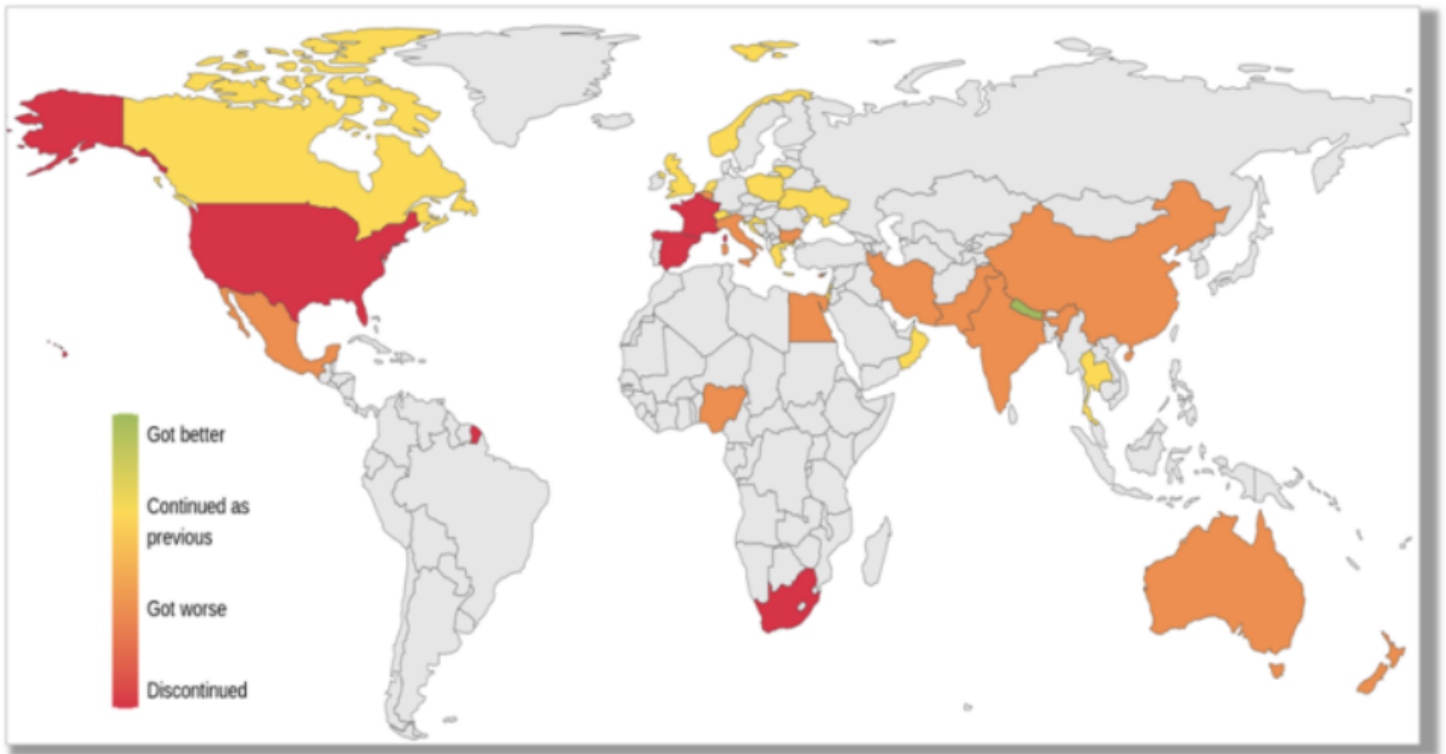 Got better
Continued as
previous
Got worse
Discontinued